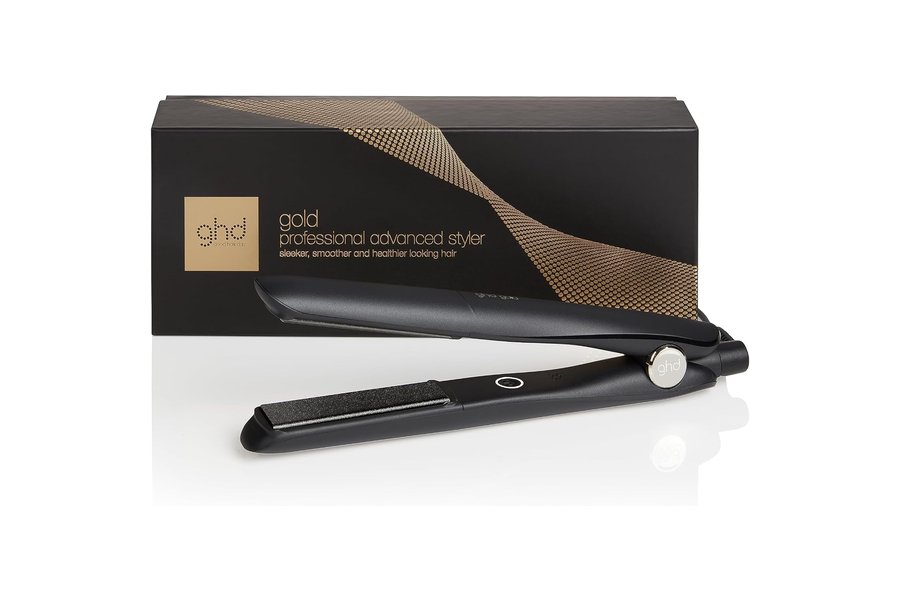 ghd
gold
professional advanced styler
sleeker, smoother and healthier looking hair
ghd